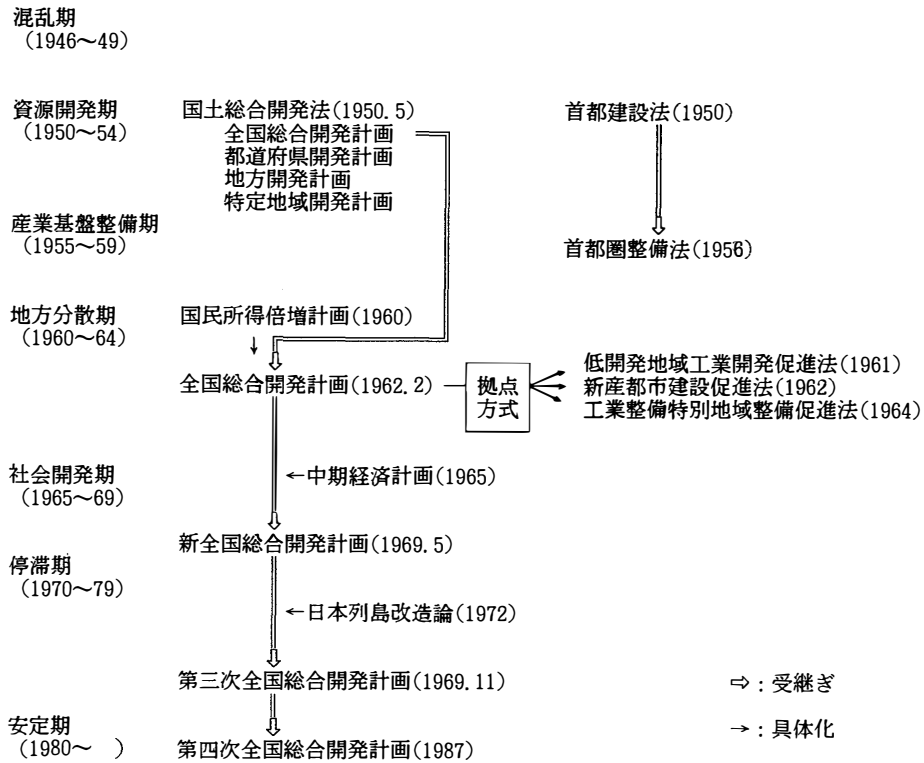 混乱期
(1946～49)
資源開発期
(1950～54)
国土総合開発法(1950.5)
全国総合開発計画
都道府県開発計画
地方開発計画
特定地域開発計画
首都建設法(1950)
産業基盤整備期
(1955～59)
首都圏整備法(1956)
地方分散期
(1960～64)
国民所得倍増計画(1960)
↓
全国総合開発計画(1962.2)
拠点
方式
低開発地域工業開発促進法(1961)
新産都市建設促進法(1962)
工業整備特別地域整備促進法(1964)
社会開発期
(1965～69)
←中期経済計画(1965)
新全国総合開発計画(1969.5)
停滞期
(1970～79)
←日本列島改造論(1972)
第三次全国総合開発計画(1969.11)
安定期
(1980～　)
第四次全国総合開発計画(1987)
⇨：受継ぎ
→：具体化